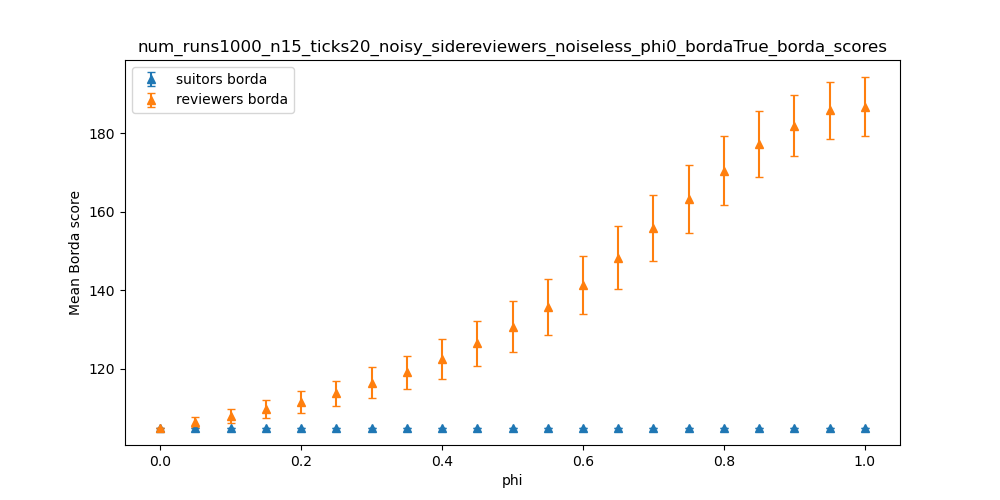 num_runs1000_n15_ticks20_noisy_sidereviewers_noiseless_phi0_bordaTrue_borda_scores
suitors borda
reviewers borda
180
160
140
120
Mean Borda score
0.0 0.2 0.4 0.6 0.8 1.0
phi